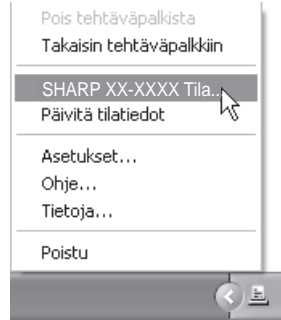 Pois tehtäväpalkista
Takaisin tehtäväpalkkiin
SHARP XX-XXXX Tila...
Päivitä tilatiedot
Asetukset...
Ohje...
Tietoja...
Poistu